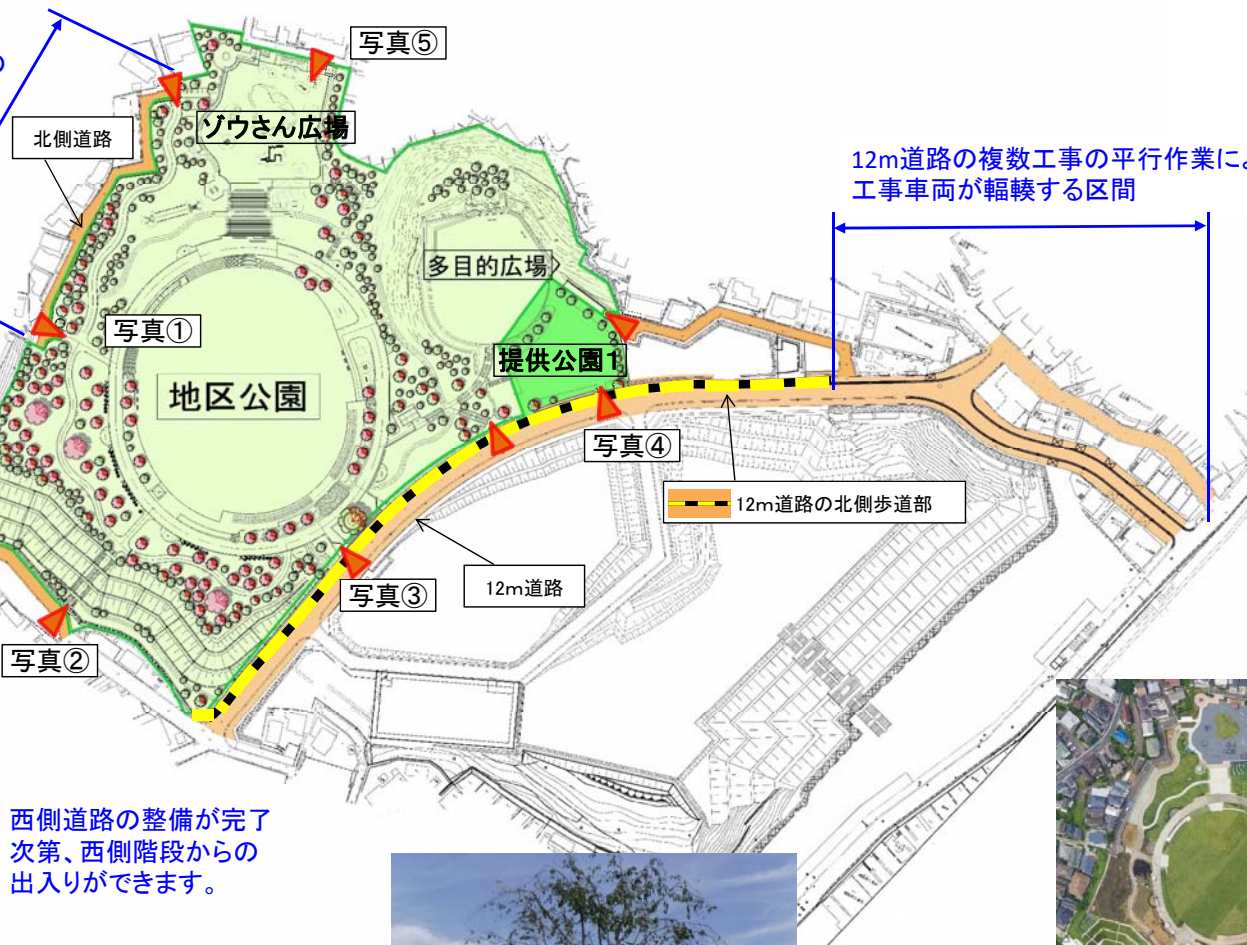 写真⑤
北側道路
ゾウさん広場
12m道路の複数工事の平行作業によ
工事車両が輻輳する区間
多目的広場
写真①
提供公園1
地区公園
写真④
12m道路の北側歩道部
写真③
12m道路
写真②
西側道路の整備が完了
次第、西側階段からの
出入りができます。